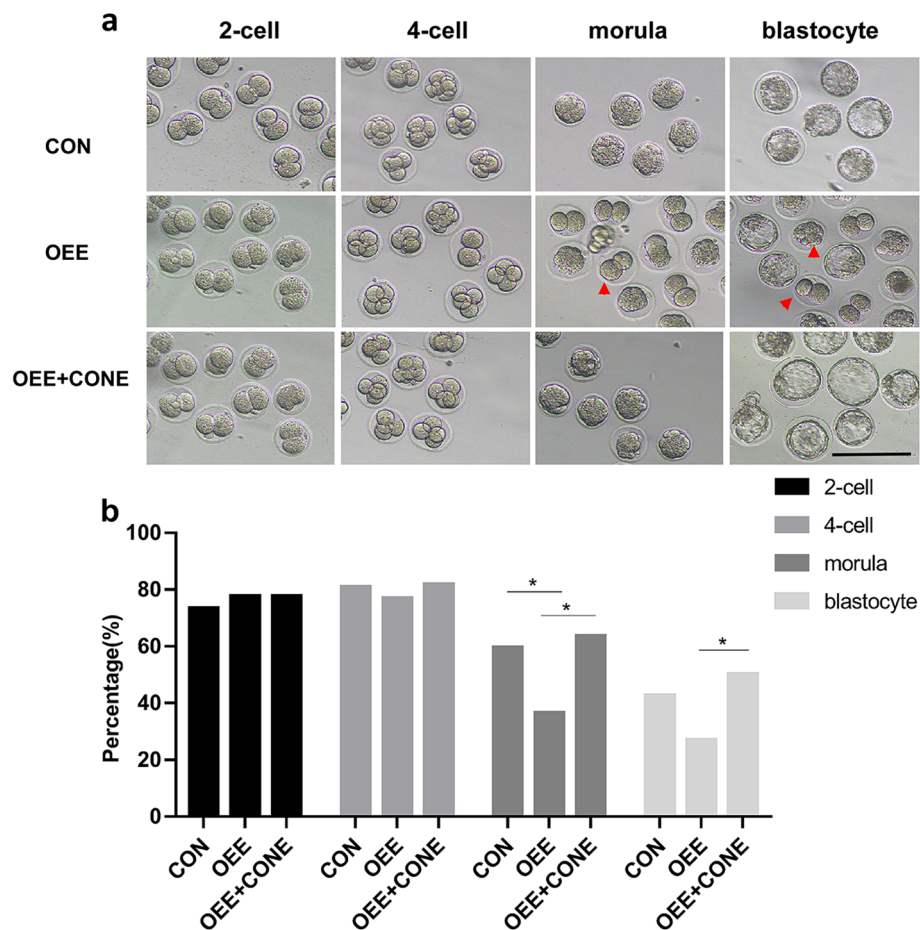 a
2-cell 4-cell morula blastocyte
CON
OEE
OEE+CONE
b
2-cell
4-cell
morula
blastocyte
Percentage(%)
100
80
60
40
20
0
* * *
CON OEE OEE+CONE CON OEE OEE+CONE CON OEE OEE+CONE CON OEE OEE+CONE